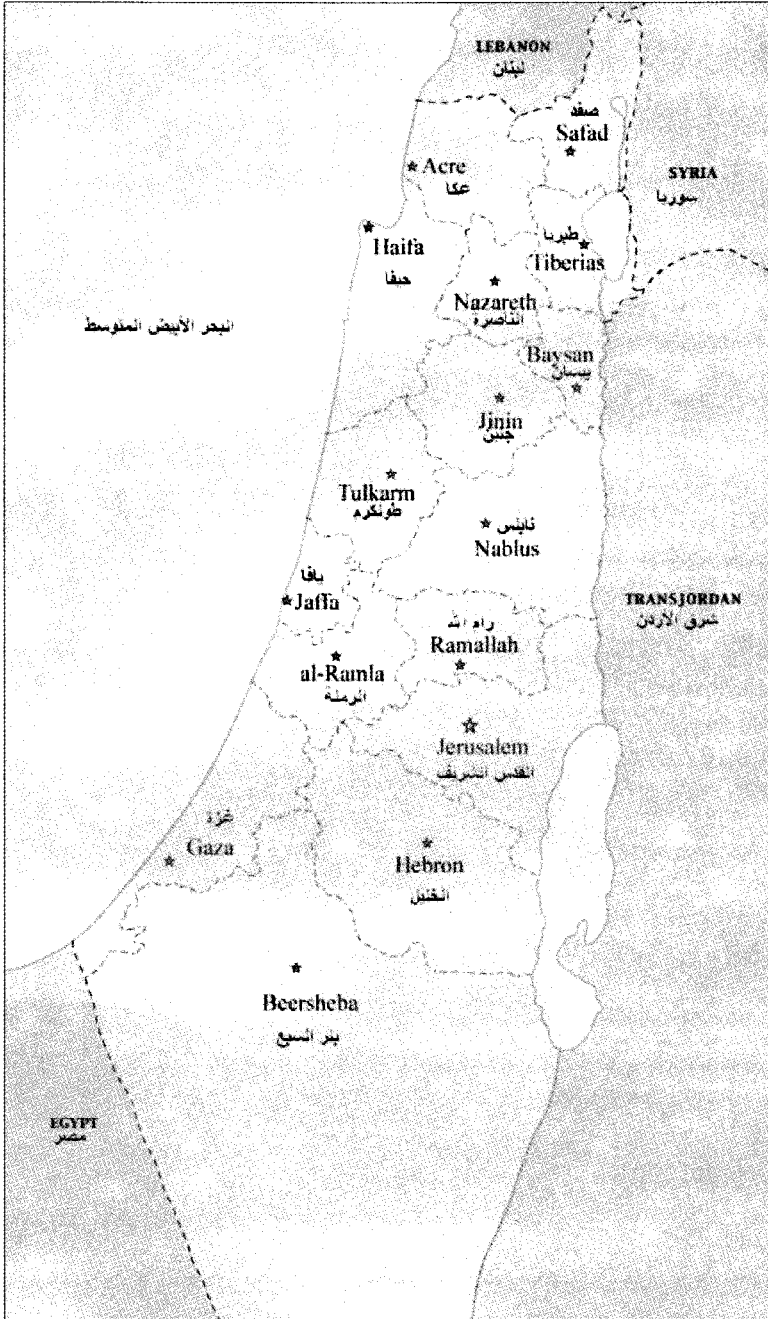 LEBANON
لبنان
صفد
Safad
Acre
عكا
SYRIA
سوريا
Haifa
حيفا
طبريا
Tiberias
Nazareth
الناصرة
البحر الأبيض المتوسط
Baysan
بيسان
Jinin
جنين
Tulkarm
طولكرم
نابلس
Nablus
يافا
Jaffa
TRANSJORDAN
شرق الأردن
رام الله
Ramallah
al-Ramla
الرملة
Jerusalem
القدس الشريف
غزة
Gaza
Hebron
الخليل
Beersheba
بئر السبع
EGYPT
مصر